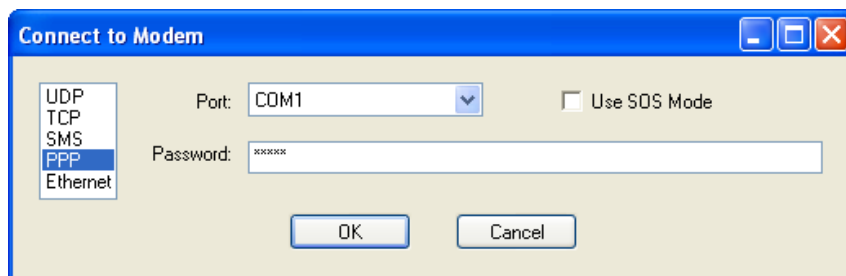 Connect to Modem
UDP
TCP
SMS
PPP
Ethernet
Port: COM1
Use SOS Mode
Password: *****
OK Cancel